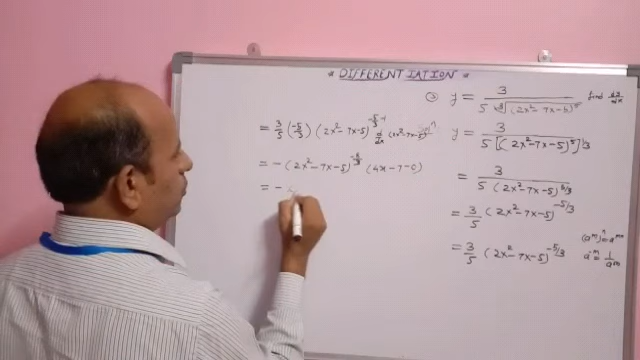 DIFFERENTIATION
③ y = 3 / 5 ∛(2x²-7x-5)⁵ find dy/dx
y = 3 / 5 [(2x²-7x-5)⁵]1/3
= 3 / 5 (2x²-7x-5)5/3
= 3/5 (2x²-7x-5)-5/3
(aᵐ)ⁿ = aᵐⁿ
= 3/5 (2x²-7x-5)-5/3
a-m = 1/aᵐ
= 3/5 (-5/3) (2x²-7x-5)-5/3-1 d/dx (2x²-7x-5)
= - (2x²-7x-5)-8/3 (4x-7-0)
= -